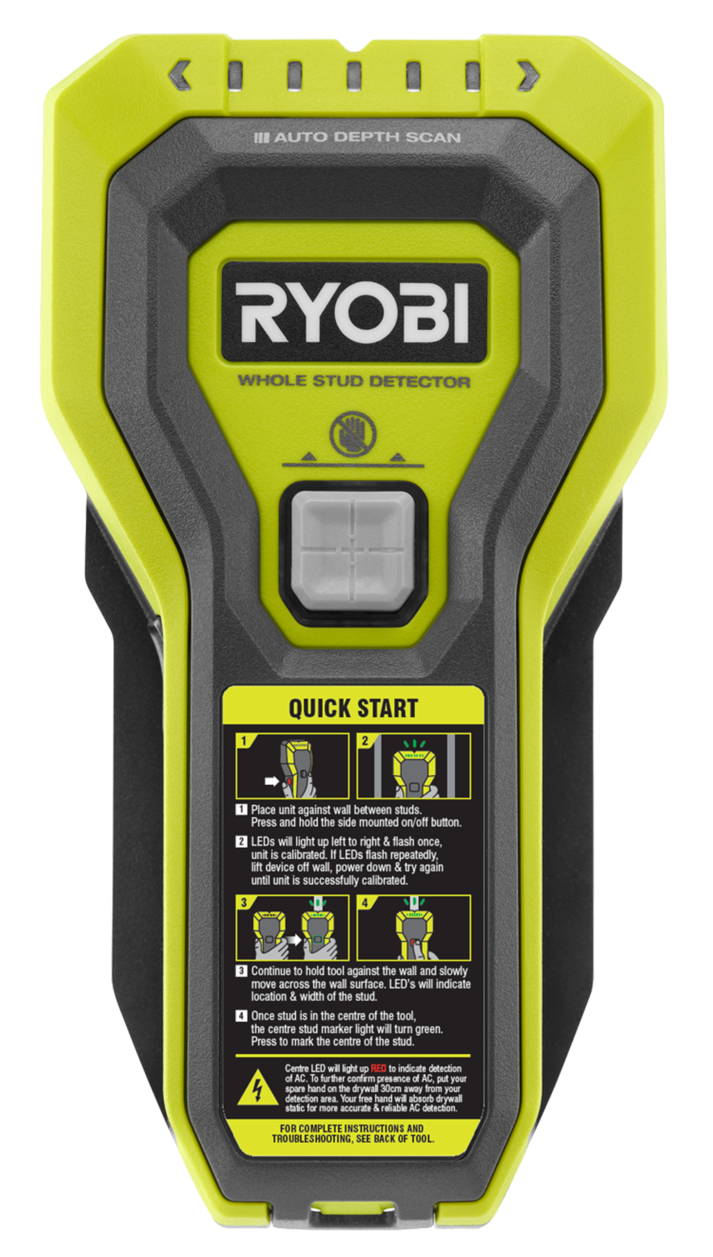 AUTO DEPTH SCAN
RYOBI
WHOLE STUD DETECTOR
QUICK START
1
2
1 Place unit against wall between studs.
Press and hold the side mounted on/off button.
2 LEDs will light up left to right & flash once,
unit is calibrated. If LEDs flash repeatedly,
lift device off wall, power down & try again
until unit is successfully calibrated.
3
4
3 Continue to hold tool against the wall and slowly
move across the wall surface. LED's will indicate
location & width of the stud.
4 Once stud is in the centre of the tool,
the centre stud marker light will turn green.
Press to mark the centre of the stud.
Centre LED will light up RED to indicate detection
of AC. To further confirm presence of AC, put your
spare hand on the drywall 30cm away from your
detection area. Your free hand will absorb drywall
static for more accurate & reliable AC detection.
FOR COMPLETE INSTRUCTIONS AND
TROUBLESHOOTING, SEE BACK OF TOOL.